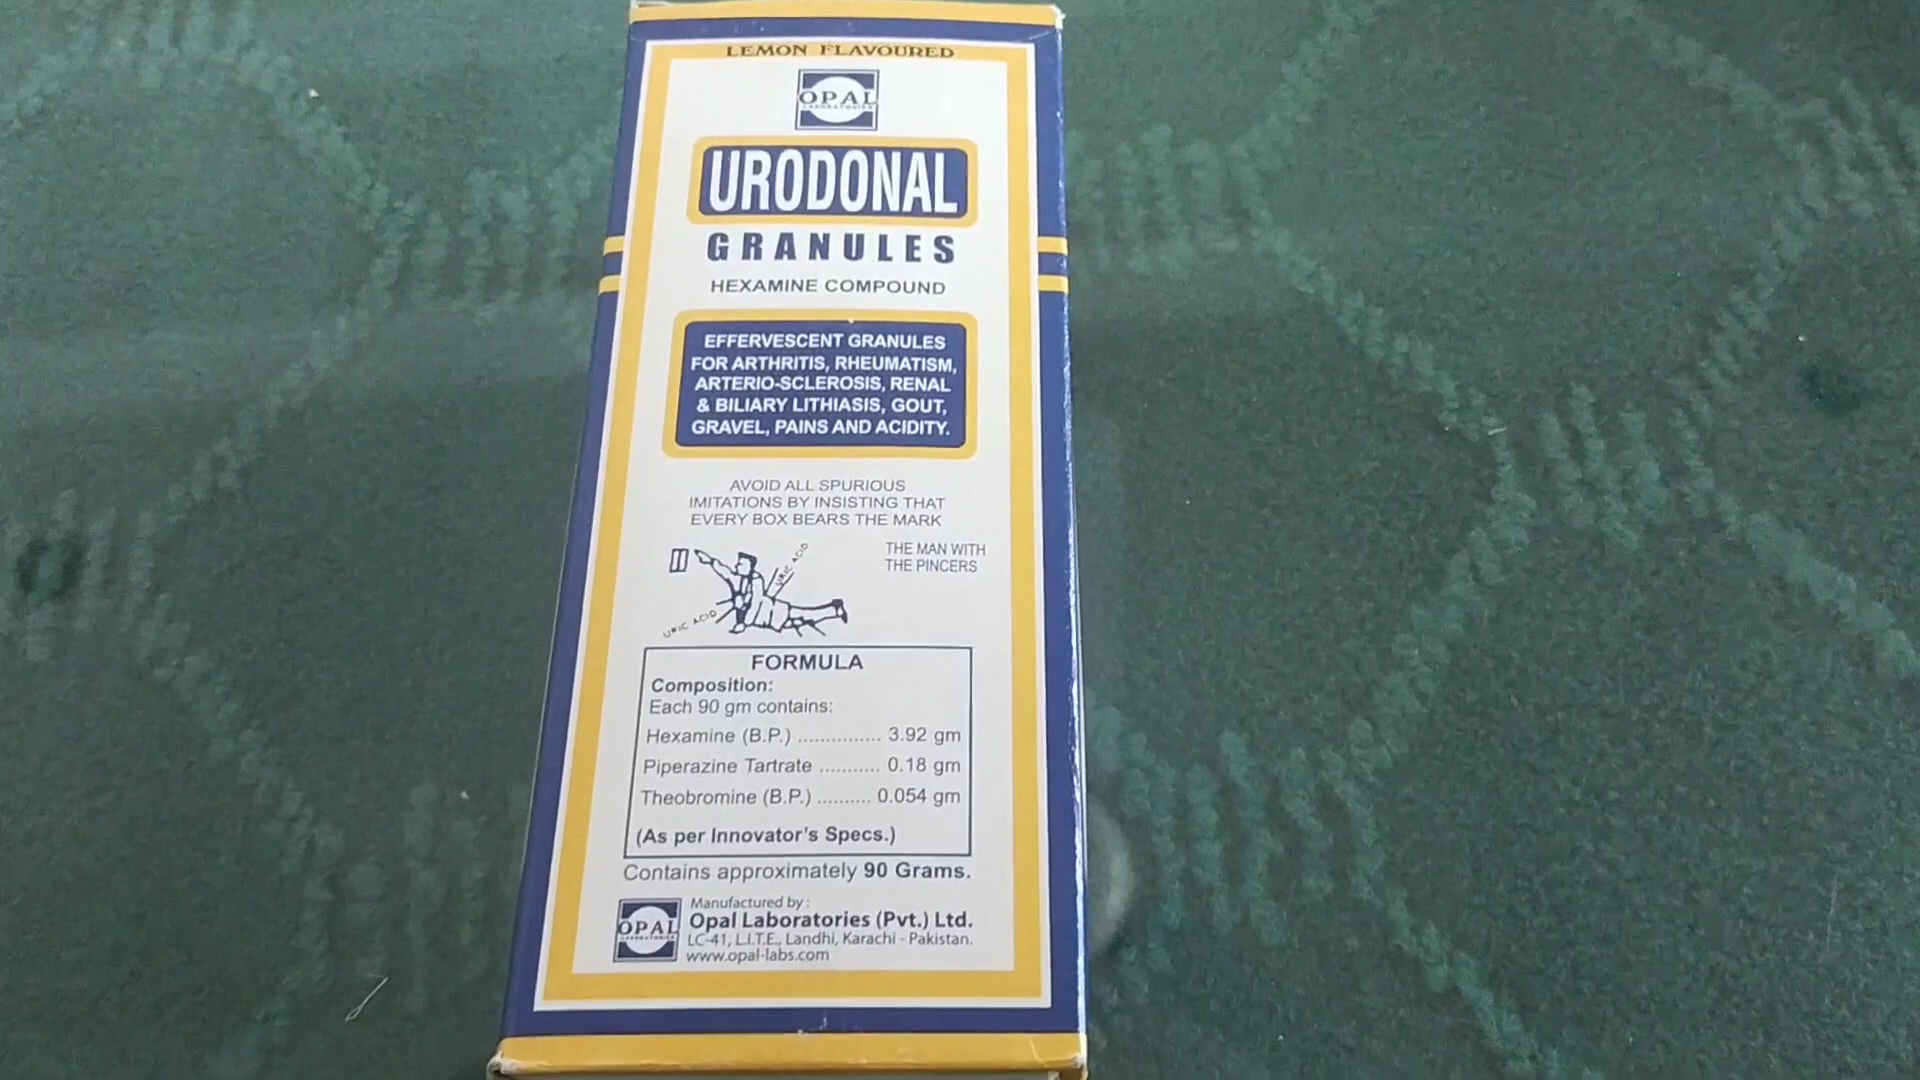 LEMON FLAVOURED
OPAL
LABORATORIES
URODONAL
GRANULES
HEXAMINE COMPOUND
EFFERVESCENT GRANULES
FOR ARTHRITIS, RHEUMATISM,
ARTERIO-SCLEROSIS, RENAL
& BILIARY LITHIASIS, GOUT,
GRAVEL, PAINS AND ACIDITY.
AVOID ALL SPURIOUS
IMITATIONS BY INSISTING THAT
EVERY BOX BEARS THE MARK
THE MAN WITH
THE PINCERS
URIC ACID
URIC ACID
FORMULA
Composition:
Each 90 gm contains:
Hexamine (B.P.) ............... 3.92 gm
Piperazine Tartrate ........... 0.18 gm
Theobromine (B.P.) .......... 0.054 gm
(As per Innovator's Specs.)
Contains approximately 90 Grams.
OPAL
LABORATORIES
Manufactured by :
Opal Laboratories (Pvt.) Ltd.
LC-41, L.I.T.E., Landhi, Karachi - Pakistan.
www.opal-labs.com